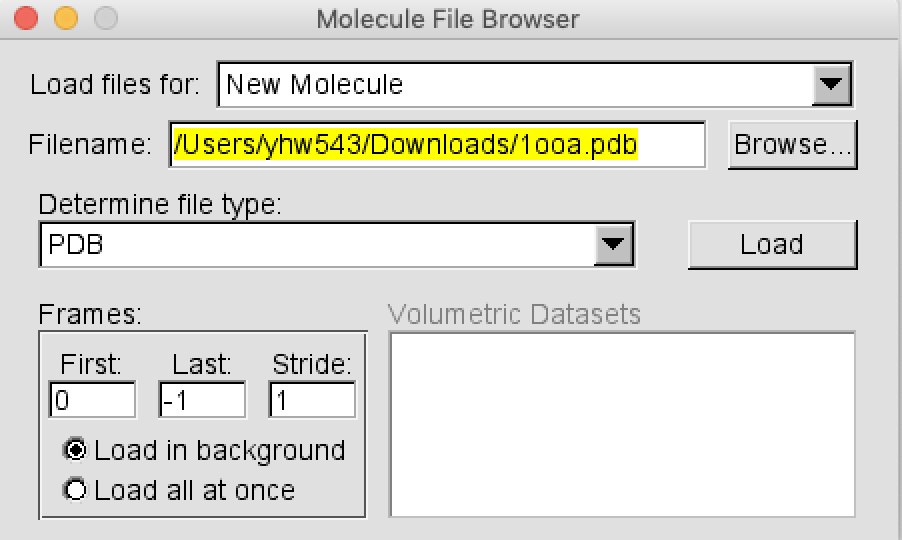 Molecule File Browser
Load files for: New Molecule
Filename: /Users/yhw543/Downloads/1ooa.pdb Browse...
Determine file type:
PDB Load
Frames: Volumetric Datasets
First: Last: Stride:
0 -1 1
Load in background
Load all at once